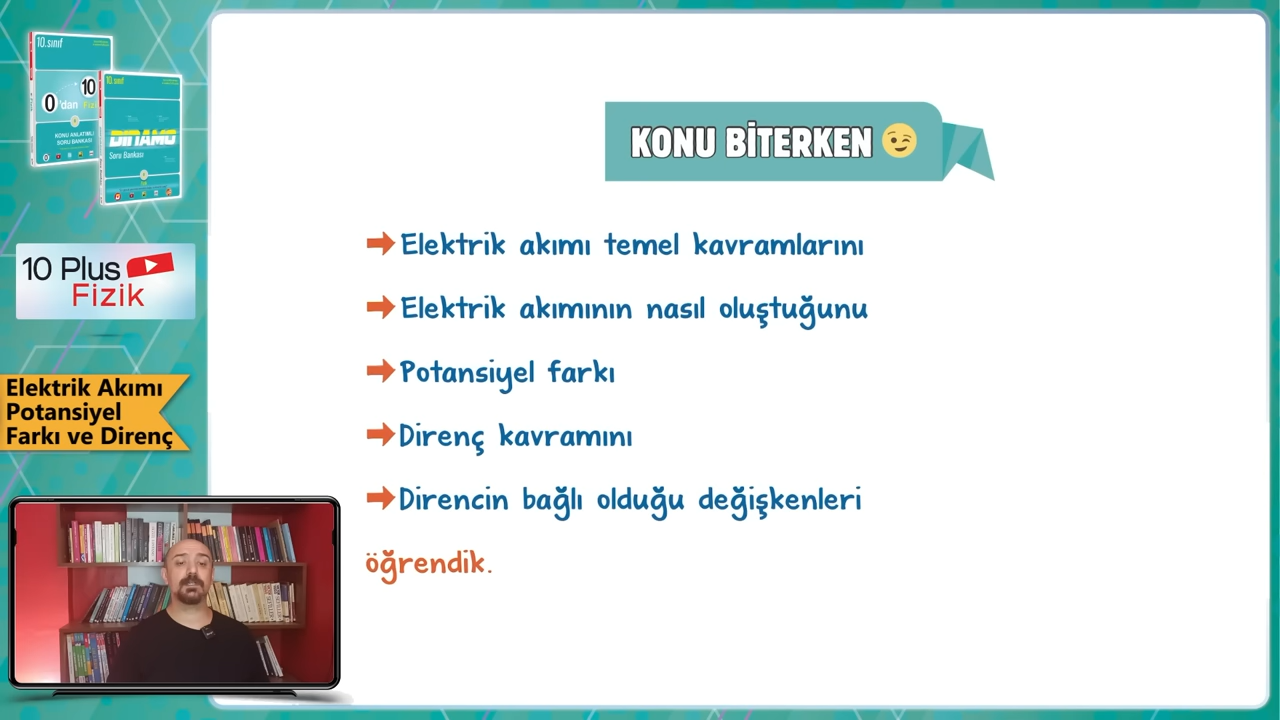 10.sınıf
0'dan 10
KONU ANLATIMLI
SORU BANKASI
10.sınıf
DİNAMO
Soru Bankası
10 Plus
Fizik
Elektrik Akımı
Potansiyel
Farkı ve Direnç
KONU BİTERKEN
Elektrik akımı temel kavramlarını
Elektrik akımının nasıl oluştuğunu
Potansiyel farkı
Direnç kavramını
Direncin bağlı olduğu değişkenleri
öğrendik.